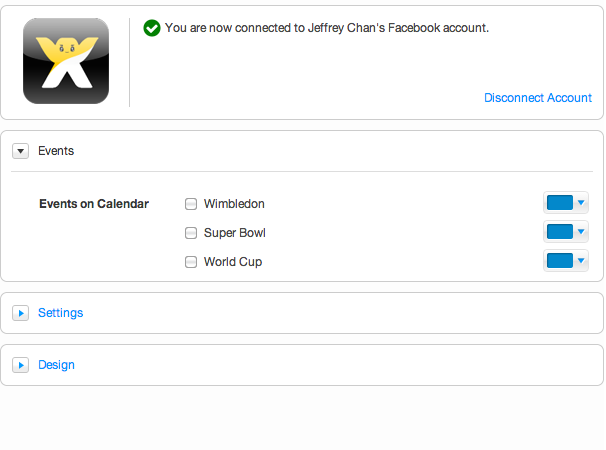 You are now connected to Jeffrey Chan's Facebook account.
Disconnect Account
Events
Events on Calendar
Wimbledon
Super Bowl
World Cup
Settings
Design